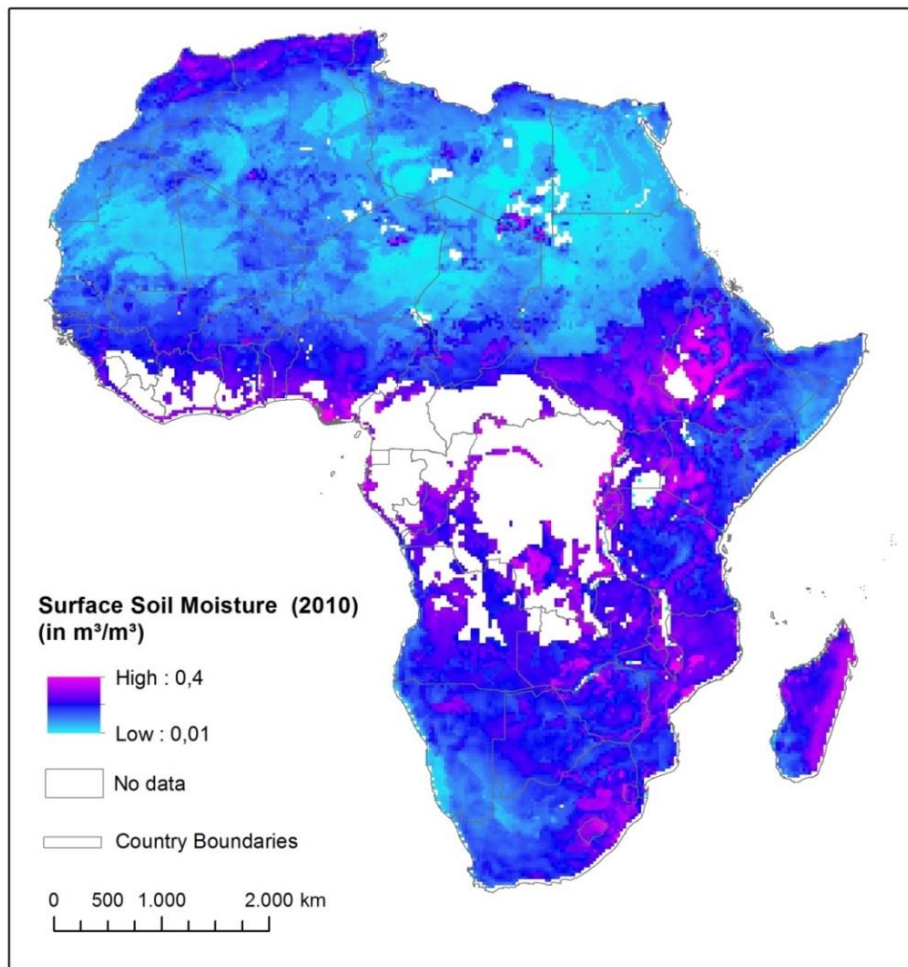 Surface Soil Moisture (2010)
(in m³/m³)
High : 0,4
Low : 0,01
No data
Country Boundaries
0 500 1.000 2.000 km